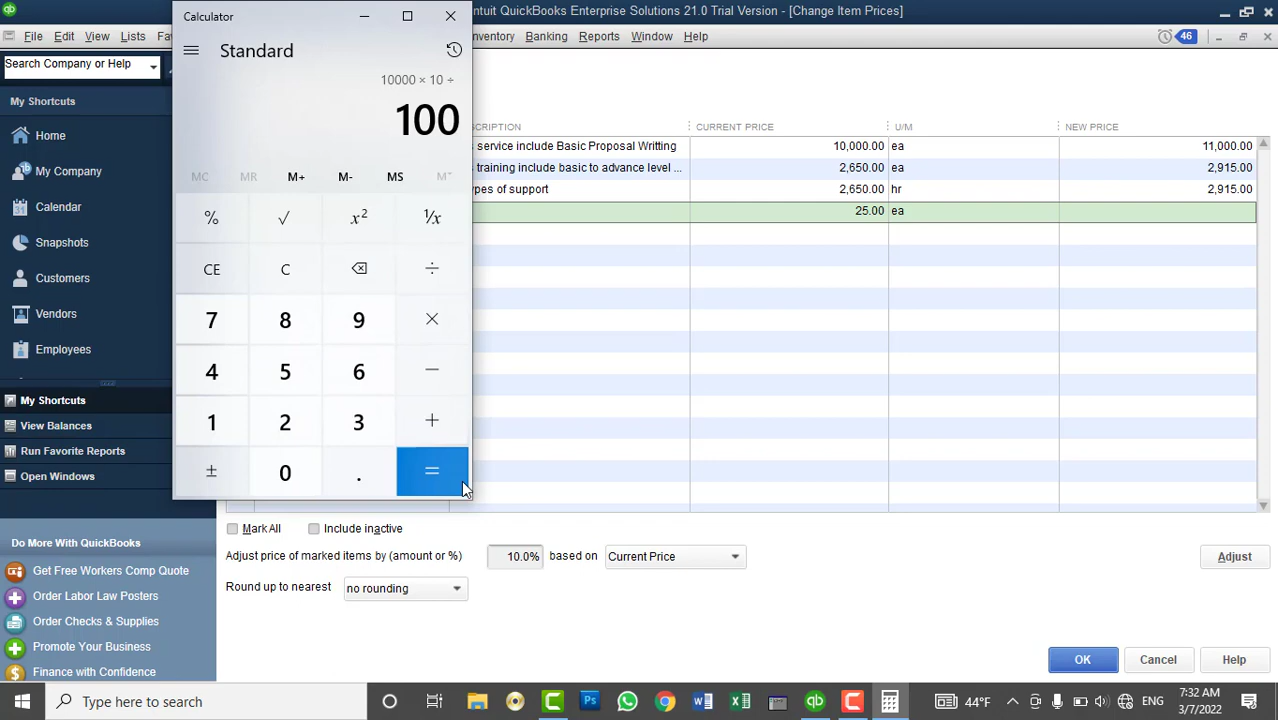 Calculator
Intuit QuickBooks Enterprise Solutions 21.0 Trial Version - [Change Item Prices]
File Edit View Lists Inventory Banking Reports Window Help
46
Search Company or Help
Standard
My Shortcuts
10000 × 10 ÷
100
CURRENT PRICE U/M NEW PRICE
Home
service include Basic Proposal Writting 10,000.00 ea 11,000.00
My Company
training include basic to advance level ... 2,650.00 ea 2,915.00
MC MR M+ M- MS M˅
of support 2,650.00 hr 2,915.00
Calendar
25.00 ea
% √ x² ¹/x
Snapshots
CE C ⌫ ÷
Customers
Vendors
7 8 9 ×
Employees
4 5 6 −
My Shortcuts
View Balances
1 2 3 +
Run Favorite Reports
Open Windows
± 0 . =
Mark All Include inactive
Do More With QuickBooks
Adjust price of marked items by (amount or %) 10.0% based on Current Price Adjust
Get Free Workers Comp Quote
Round up to nearest no rounding
Order Labor Law Posters
Order Checks & Supplies
Promote Your Business
OK Cancel Help
Finance with Confidence
Type here to search
44°F
ENG
7:32 AM
3/7/2022